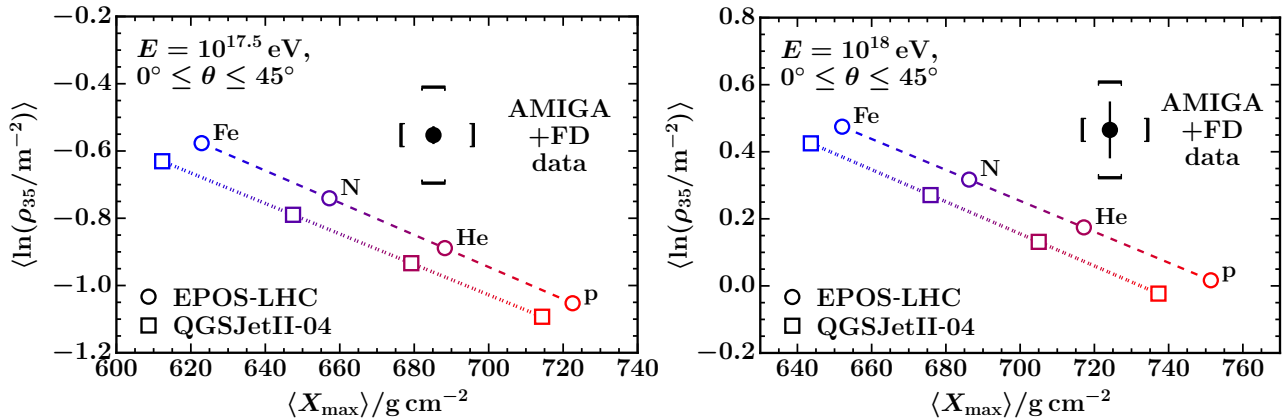 E = 10^17.5 eV,
0° ≤ θ ≤ 45°
AMIGA
+FD
data
Fe
N
He
p
EPOS-LHC
QGSJetII-04
−0.2
−0.4
−0.6
−0.8
−1.0
−1.2
⟨ln(ρ35/m^−2)⟩
600 620 640 660 680 700 720 740
⟨Xmax⟩/g cm^−2
E = 10^18 eV,
0° ≤ θ ≤ 45°
AMIGA
+FD
data
Fe
N
He
p
EPOS-LHC
QGSJetII-04
0.8
0.6
0.4
0.2
0.0
−0.2
⟨ln(ρ35/m^−2)⟩
640 660 680 700 720 740 760
⟨Xmax⟩/g cm^−2